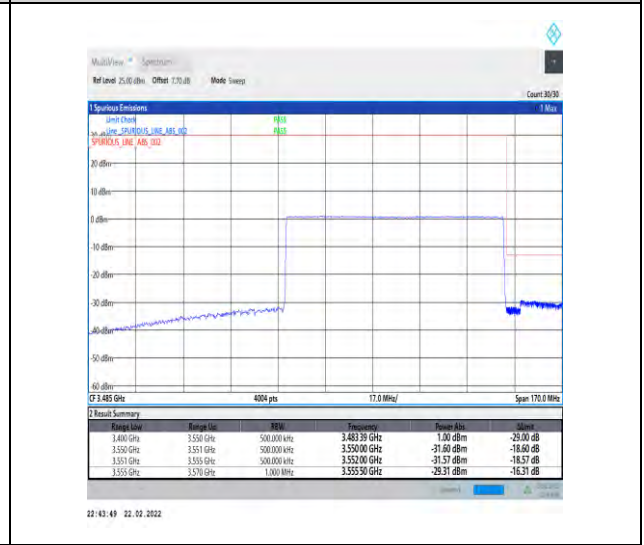 MultiView Spectrum
Ref Level 25.00 dBm Offset 7.70 dB Mode Sweep
Count 30/30
1 Spurious Emissions 1 Max
Limit Check PASS
Line _SPURIOUS_LINE_ABS_002 PASS
SPURIOUS_LINE_ABS_002
20 dBm
10 dBm
0 dBm
-10 dBm
-20 dBm
-30 dBm
-40 dBm
-50 dBm
-60 dBm
CF 3.485 GHz 4004 pts 17.0 MHz/ Span 170.0 MHz
2 Result Summary
Range Low Range Up RBW Frequency Power Abs ΔLimit
3.400 GHz 3.550 GHz 500.000 kHz 3.483 39 GHz 1.00 dBm -29.00 dB
3.550 GHz 3.551 GHz 500.000 kHz 3.550 00 GHz -31.60 dBm -18.60 dB
3.551 GHz 3.555 GHz 500.000 kHz 3.552 00 GHz -31.57 dBm -18.57 dB
3.555 GHz 3.570 GHz 1.000 MHz 3.555 50 GHz -29.31 dBm -16.31 dB
22:43:49 22.02.2022